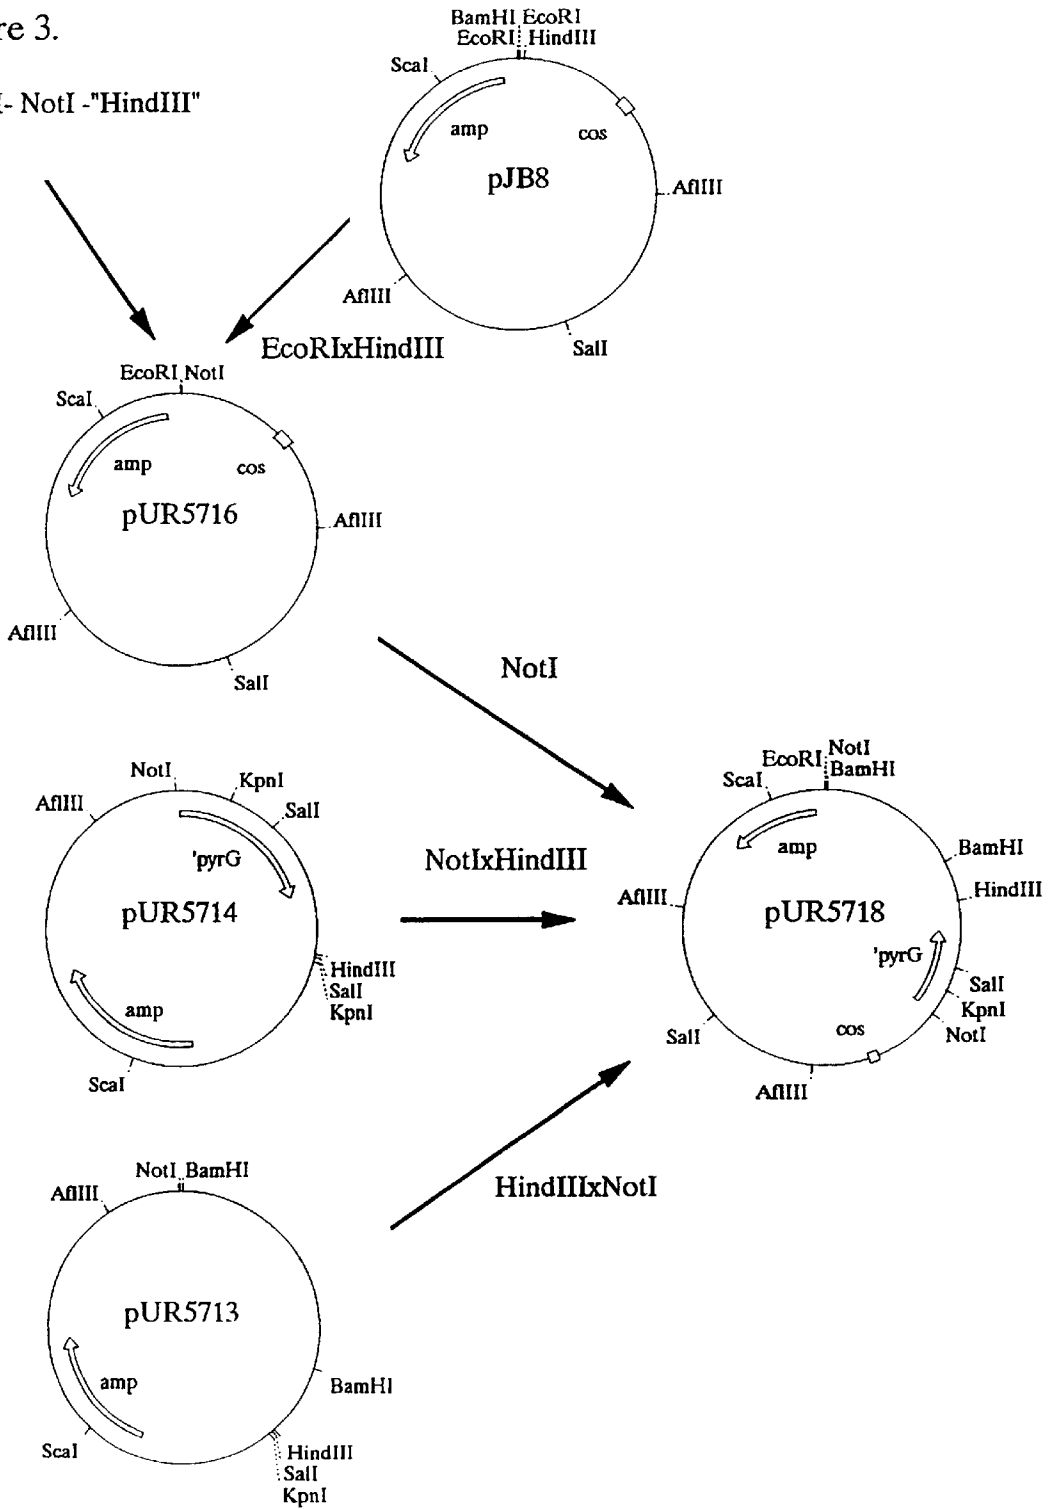 re 3.
- NotI -"HindIII"
BamHI EcoRI
EcoRI HindIII
ScaI
amp
cos
pJB8
AflIII
AflIII
SalI
EcoRIxHindIII
EcoRI NotI
ScaI
amp
cos
pUR5716
AflIII
AflIII
SalI
NotI
NotI
KpnI
AflIII
SalI
'pyrG
pUR5714
HindIII
SalI
KpnI
amp
ScaI
NotIxHindIII
EcoRI NotI
BamHI
ScaI
amp
BamHI
HindIII
AflIII
pUR5718
'pyrG
SalI
KpnI
NotI
cos
SalI
AflIII
HindIIIxNotI
NotI BamHI
AflIII
pUR5713
amp
BamHI
ScaI
HindIII
SalI
KpnI